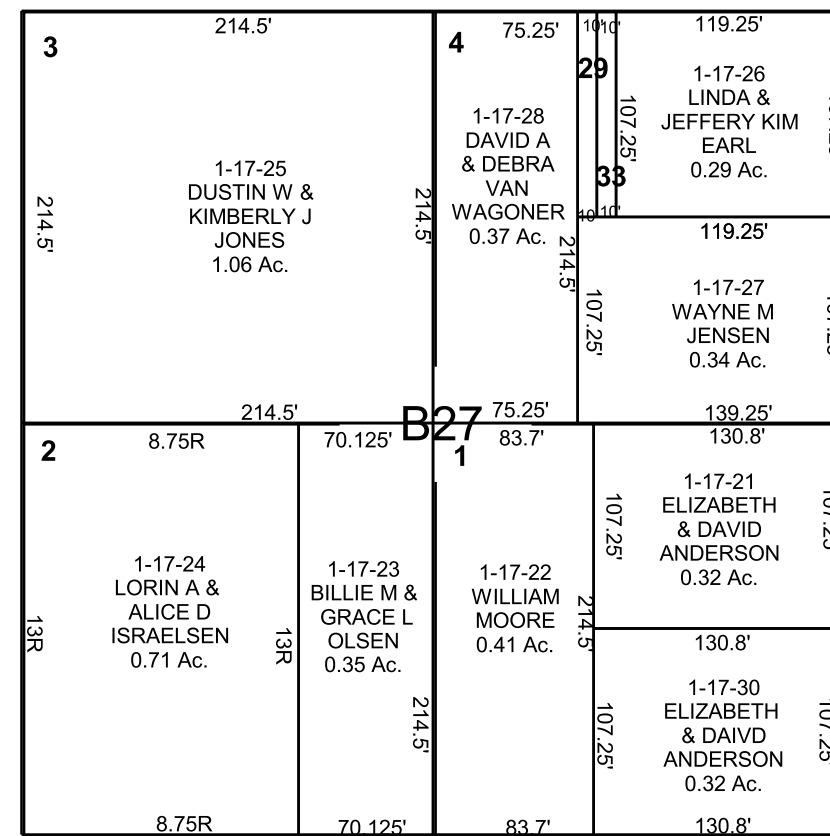 214.5'
3
1-17-25
DUSTIN W &
KIMBERLY J
JONES
1.06 Ac.
214.5'
214.5'
214.5'
4
75.25'
1-17-28
DAVID A
& DEBRA
VAN
WAGONER
0.37 Ac.
214.5'
75.25'
10'
10'
29
33
107.25'
10'
10'
119.25'
1-17-26
LINDA &
JEFFERY KIM
EARL
0.29 Ac.
119.25'
107.25'
1-17-27
WAYNE M
JENSEN
0.34 Ac.
139.25'
B27
2
8.75R
1-17-24
LORIN A &
ALICE D
ISRAELSEN
0.71 Ac.
13R
13R
8.75R
70.125'
1-17-23
BILLIE M &
GRACE L
OLSEN
0.35 Ac.
214.5'
70.125'
1
83.7'
1-17-22
WILLIAM
MOORE
0.41 Ac.
214.5'
83.7'
130.8'
107.25'
1-17-21
ELIZABETH
& DAVID
ANDERSON
0.32 Ac.
107.25'
130.8'
107.25'
1-17-30
ELIZABETH
& DAIVD
ANDERSON
0.32 Ac.
107.25'
130.8'